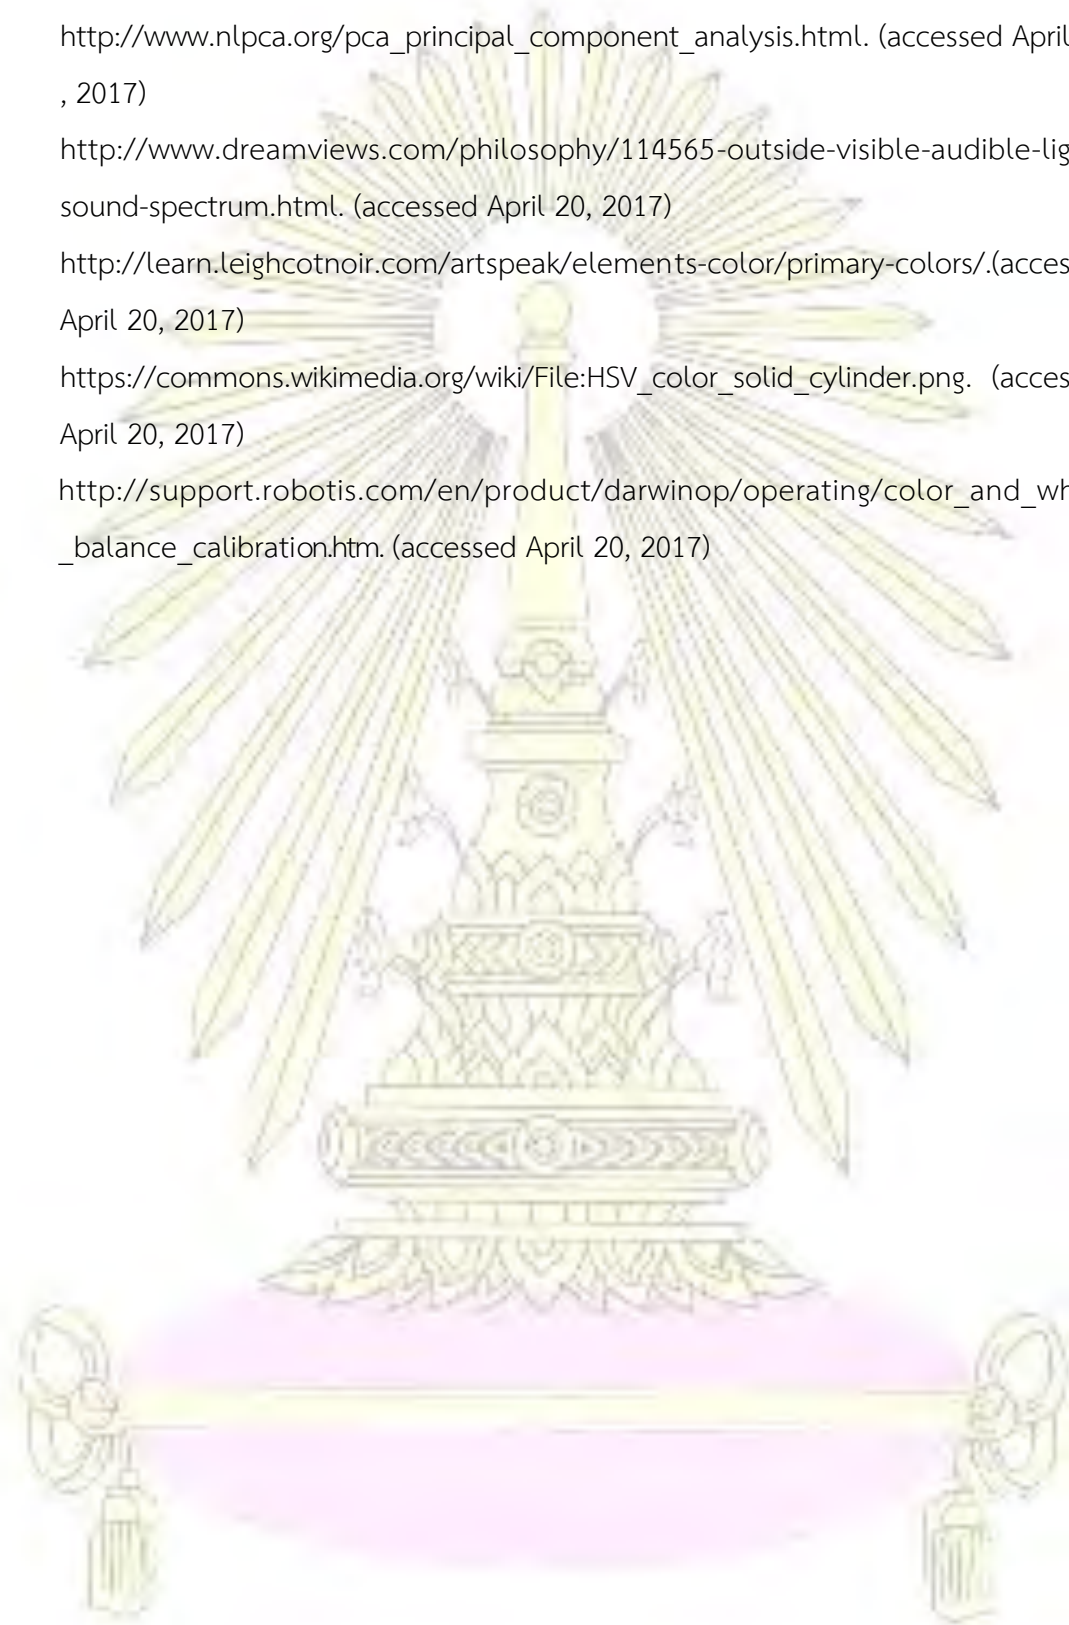 http://www.nlpca.org/pca_principal_component_analysis.html. (accessed April
, 2017)
http://www.dreamviews.com/philosophy/114565-outside-visible-audible-lig
sound-spectrum.html. (accessed April 20, 2017)
http://learn.leighcotnoir.com/artspeak/elements-color/primary-colors/.(acces
April 20, 2017)
https://commons.wikimedia.org/wiki/File:HSV_color_solid_cylinder.png. (acces
April 20, 2017)
http://support.robotis.com/en/product/darwinop/operating/color_and_wh
_balance_calibration.htm. (accessed April 20, 2017)